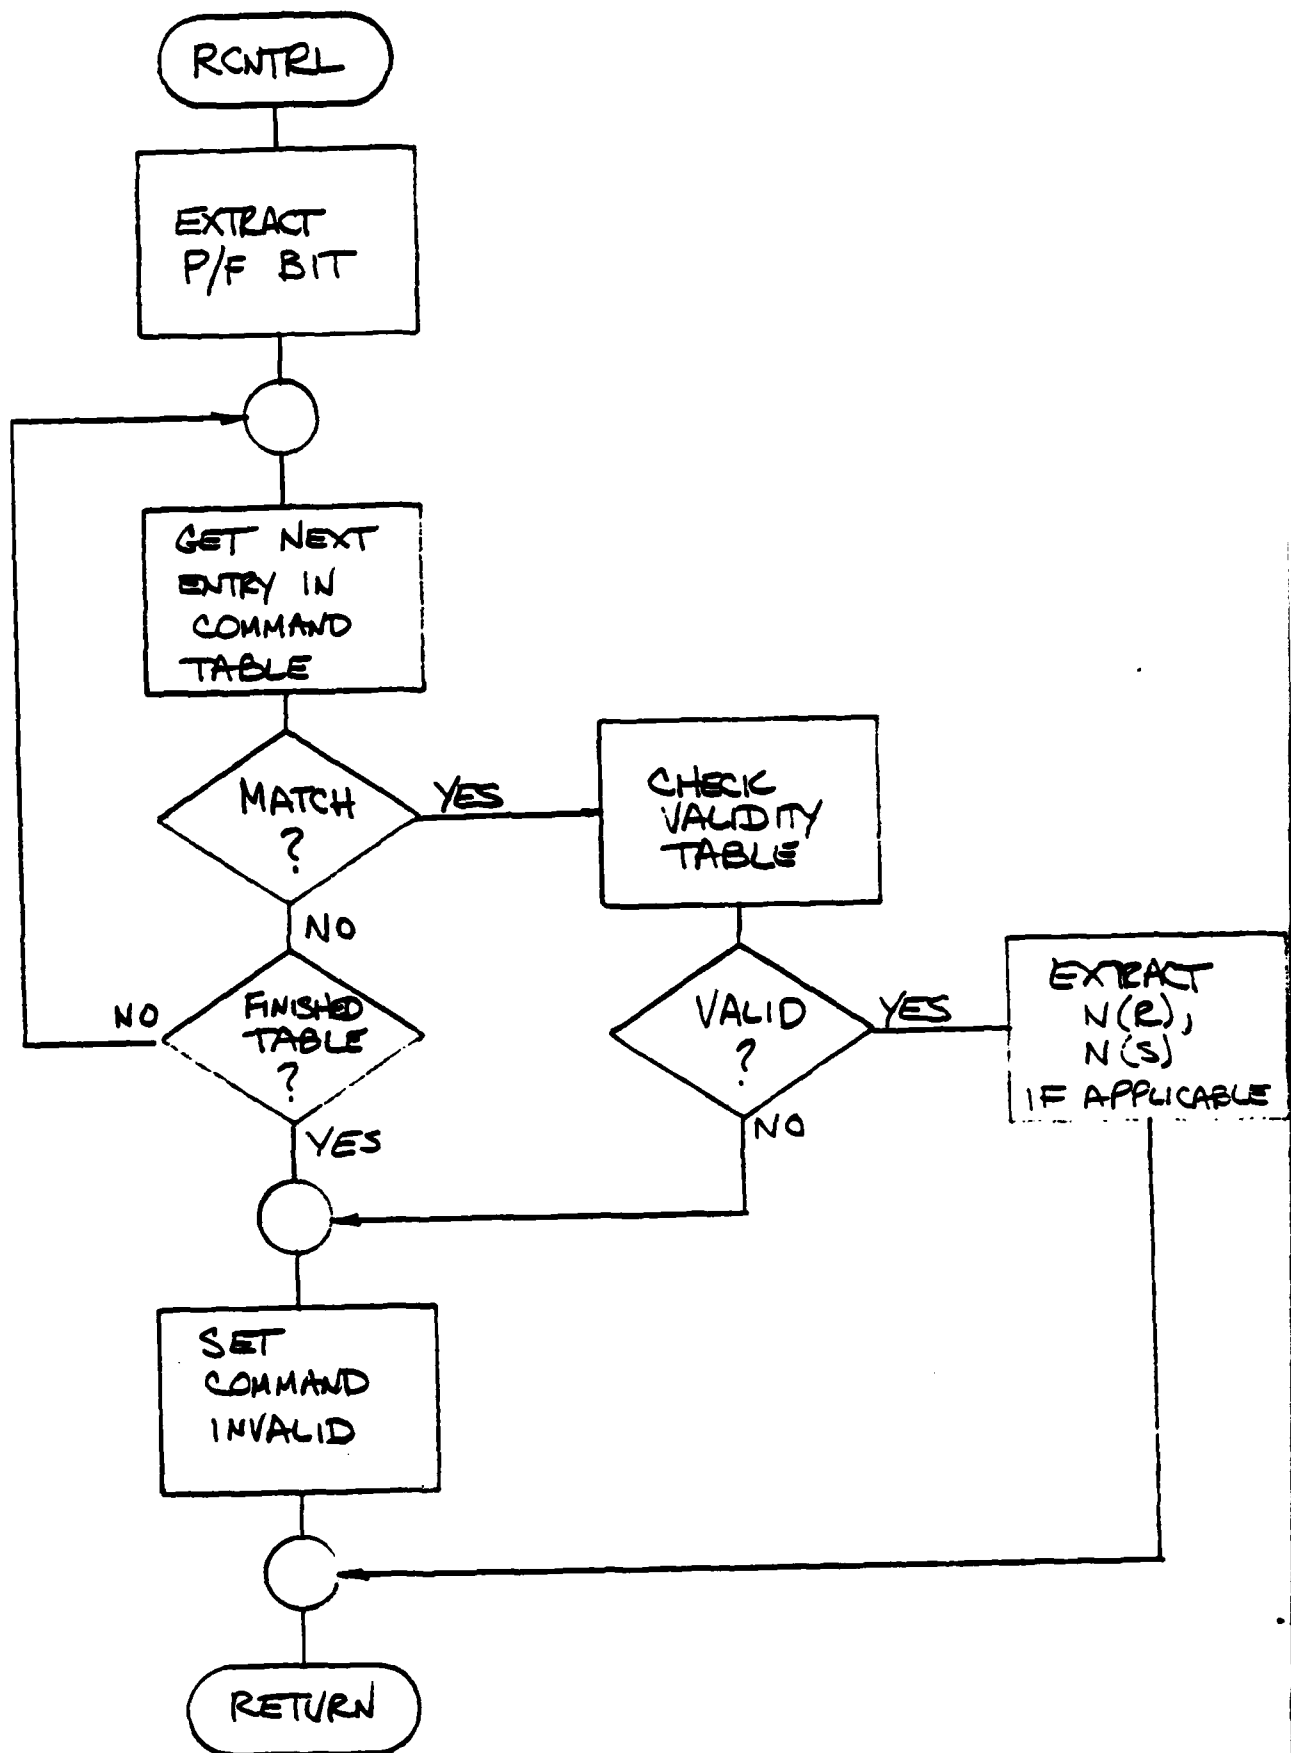 RCNTRL
EXTRACT
P/F BIT
GET NEXT
ENTRY IN
COMMAND
TABLE
MATCH
?
YES
NO
CHECK
VALIDITY
TABLE
FINISHED
TABLE
?
NO
YES
VALID
?
YES
NO
EXTRACT
N(R),
N(S)
IF APPLICABLE
SET
COMMAND
INVALID
RETURN